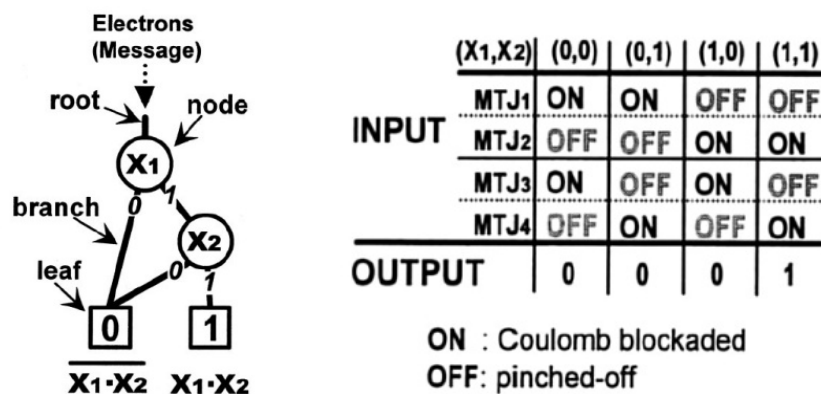 Electrons
(Message)
root
node
X1
0 1
branch
X2
0 1
leaf
0 1
X1·X2 X1·X2
(X1,X2) (0,0) (0,1) (1,0) (1,1)
INPUT
MTJ1 ON ON OFF OFF
MTJ2 OFF OFF ON ON
MTJ3 ON OFF ON OFF
MTJ4 OFF ON OFF ON
OUTPUT 0 0 0 1
ON : Coulomb blockaded
OFF: pinched-off